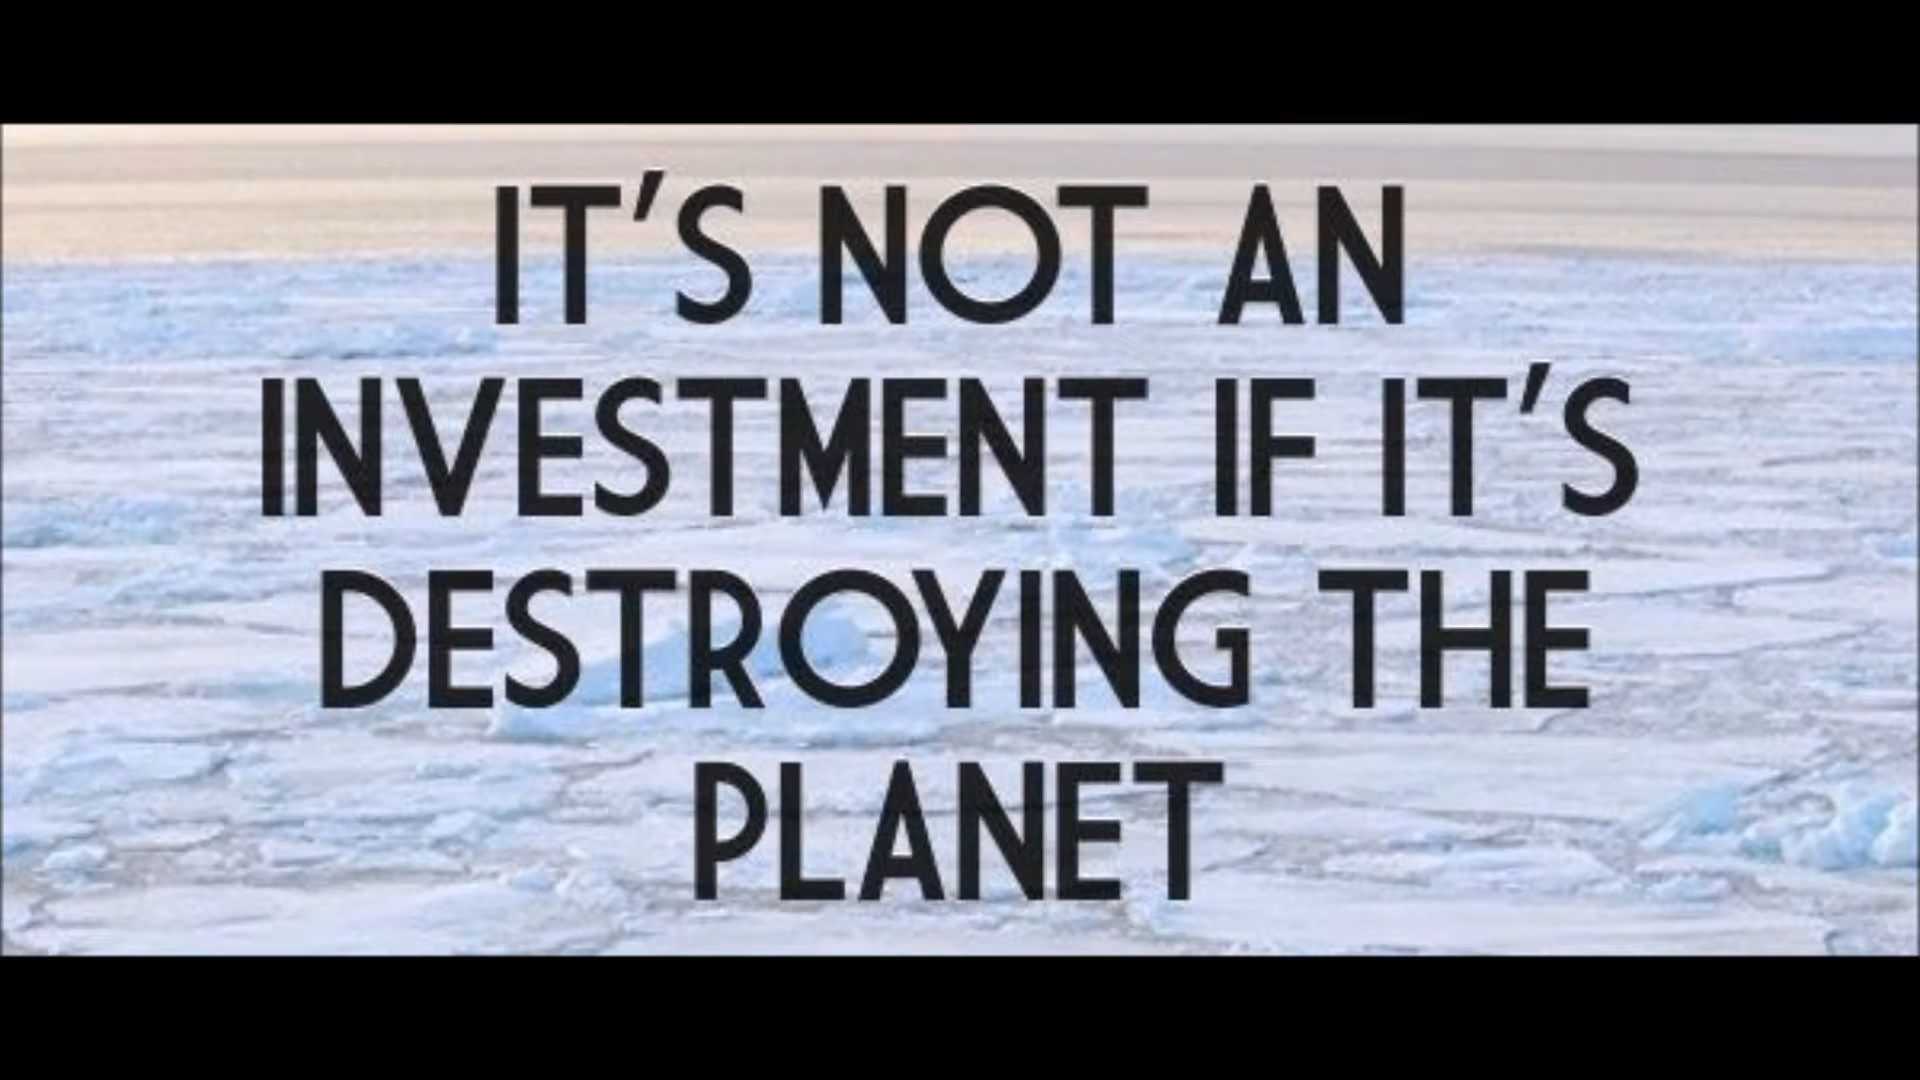 IT'S NOT AN
INVESTMENT IF IT'S
DESTROYING THE
PLANET